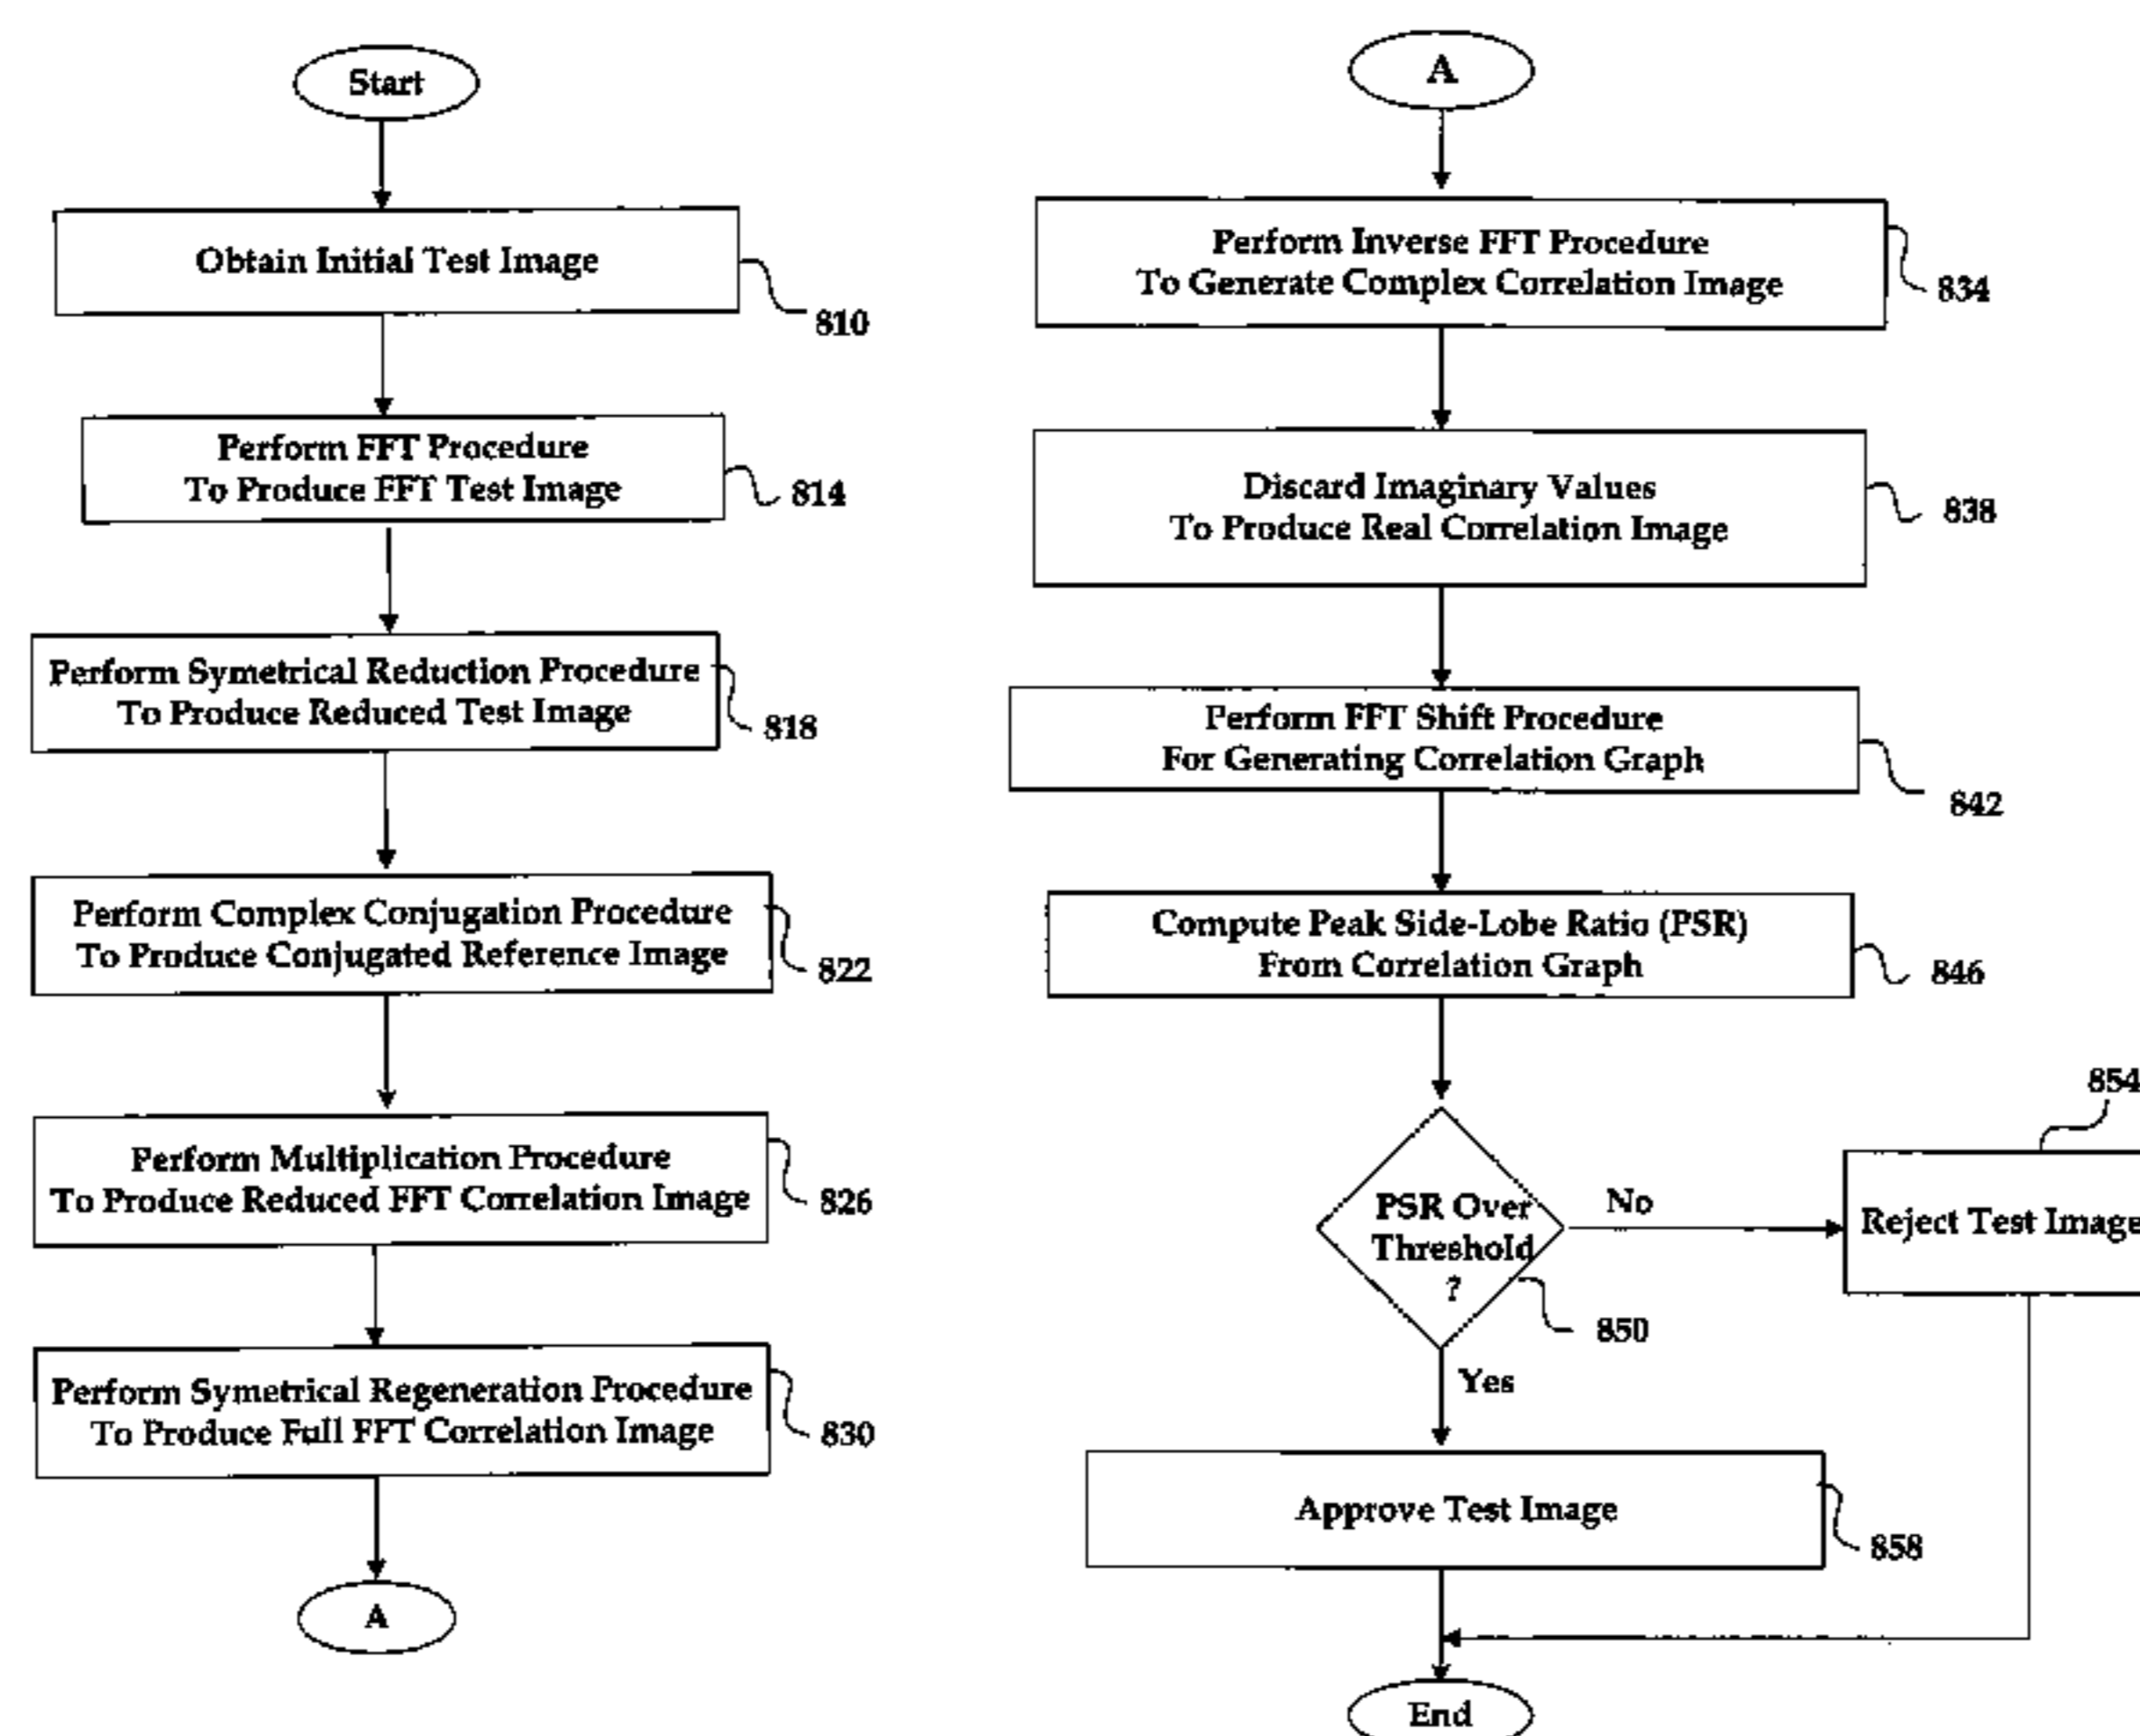 Start
Obtain Initial Test Image
810
Perform FFT Procedure
To Produce FFT Test Image
814
Perform Symetrical Reduction Procedure
To Produce Reduced Test Image
818
Perform Complex Conjugation Procedure
To Produce Conjugated Reference Image
822
Perform Multiplication Procedure
To Produce Reduced FFT Correlation Image
826
Perform Symetrical Regeneration Procedure
To Produce Full FFT Correlation Image
830
A
A
Perform Inverse FFT Procedure
To Generate Complex Correlation Image
834
Discard Imaginary Values
To Produce Real Correlation Image
838
Perform FFT Shift Procedure
For Generating Correlation Graph
842
Compute Peak Side-Lobe Ratio (PSR)
From Correlation Graph
846
PSR Over
Threshold
?
850
No
854
Reject Test Image
Yes
Approve Test Image
858
End